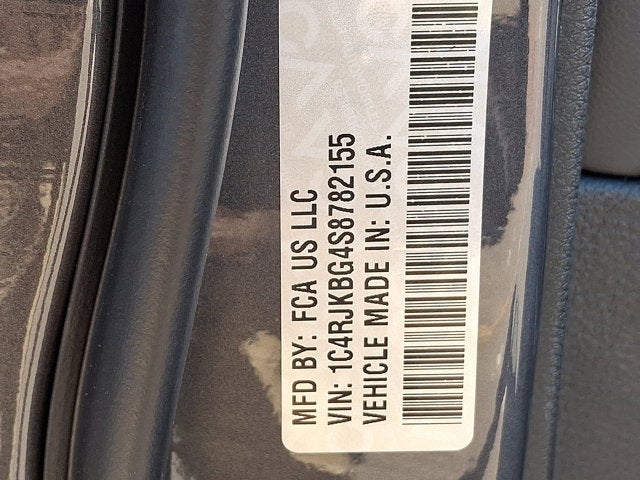 MFD BY: FCA US LLC
VIN: 1C4RJKBG4S8782155
VEHICLE MADE IN: U.S.A.